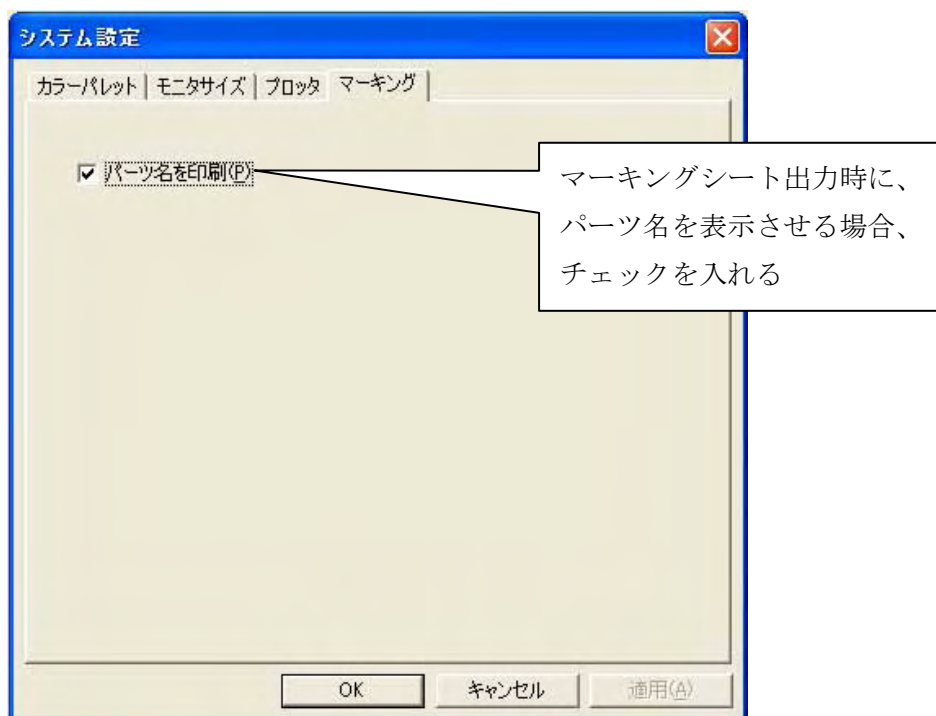 システム設定
カラーパレット モニタサイズ プロッタ マーキング
パーツ名を印刷(P)
マーキングシート出力時に、
パーツ名を表示させる場合、
チェックを入れる
OK キャンセル 適用(A)